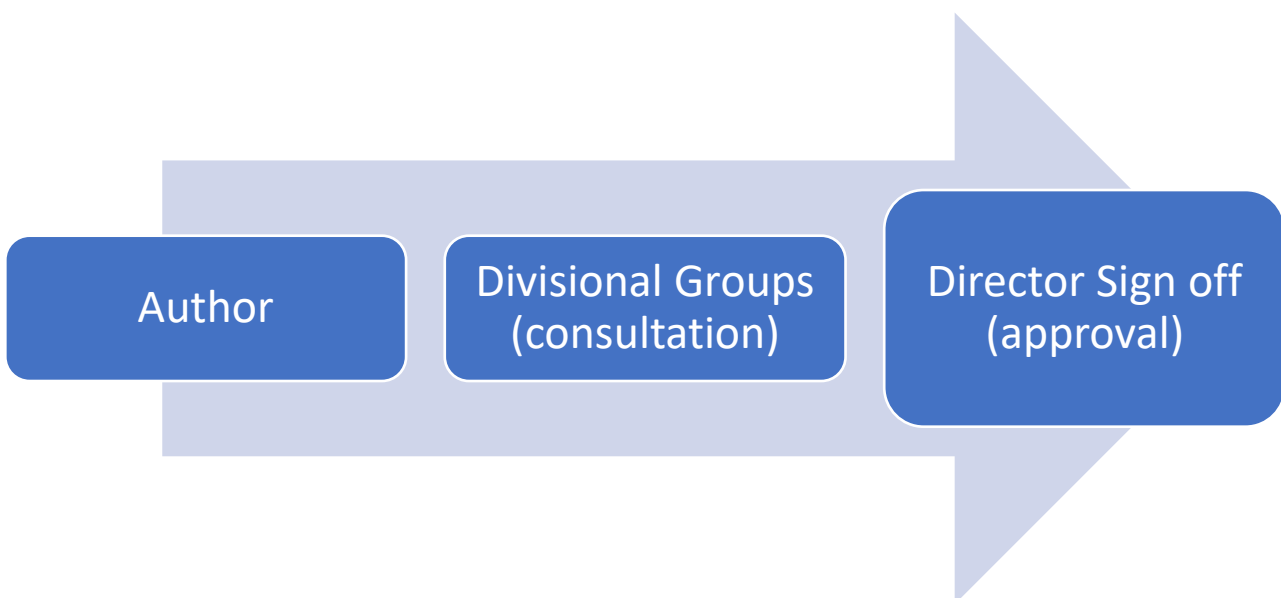 Author
Divisional Groups
(consultation)
Director Sign off
(approval)